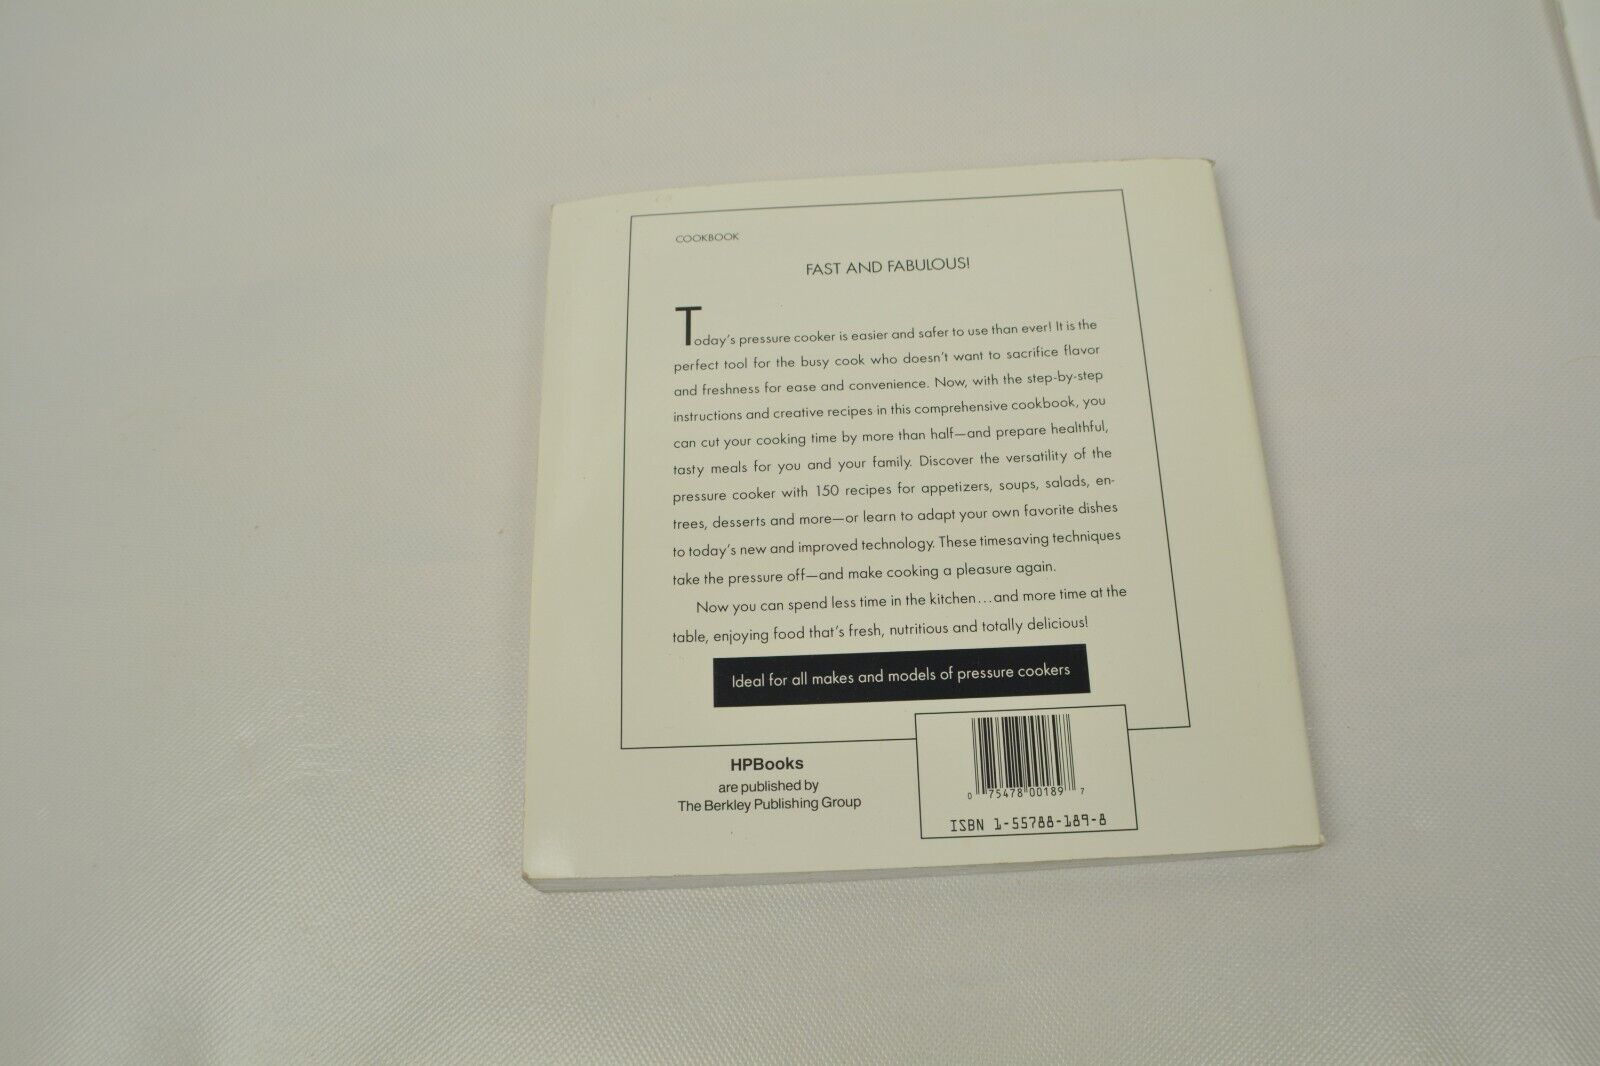 COOKBOOK
FAST AND FABULOUS!
Today's pressure cooker is easier and safer to use than ever! It is the
perfect tool for the busy cook who doesn't want to sacrifice flavor
and freshness for ease and convenience. Now, with the step-by-step
instructions and creative recipes in this comprehensive cookbook, you
can cut your cooking time by more than half—and prepare healthful,
tasty meals for you and your family. Discover the versatility of the
pressure cooker with 150 recipes for appetizers, soups, salads, en-
trees, desserts and more—or learn to adapt your own favorite dishes
to today's new and improved technology. These timesaving techniques
take the pressure off—and make cooking a pleasure again.
Now you can spend less time in the kitchen...and more time at the
table, enjoying food that's fresh, nutritious and totally delicious!
Ideal for all makes and models of pressure cookers
HPBooks
are published by
The Berkley Publishing Group
0 75478 00189 7
ISBN 1-55788-189-8